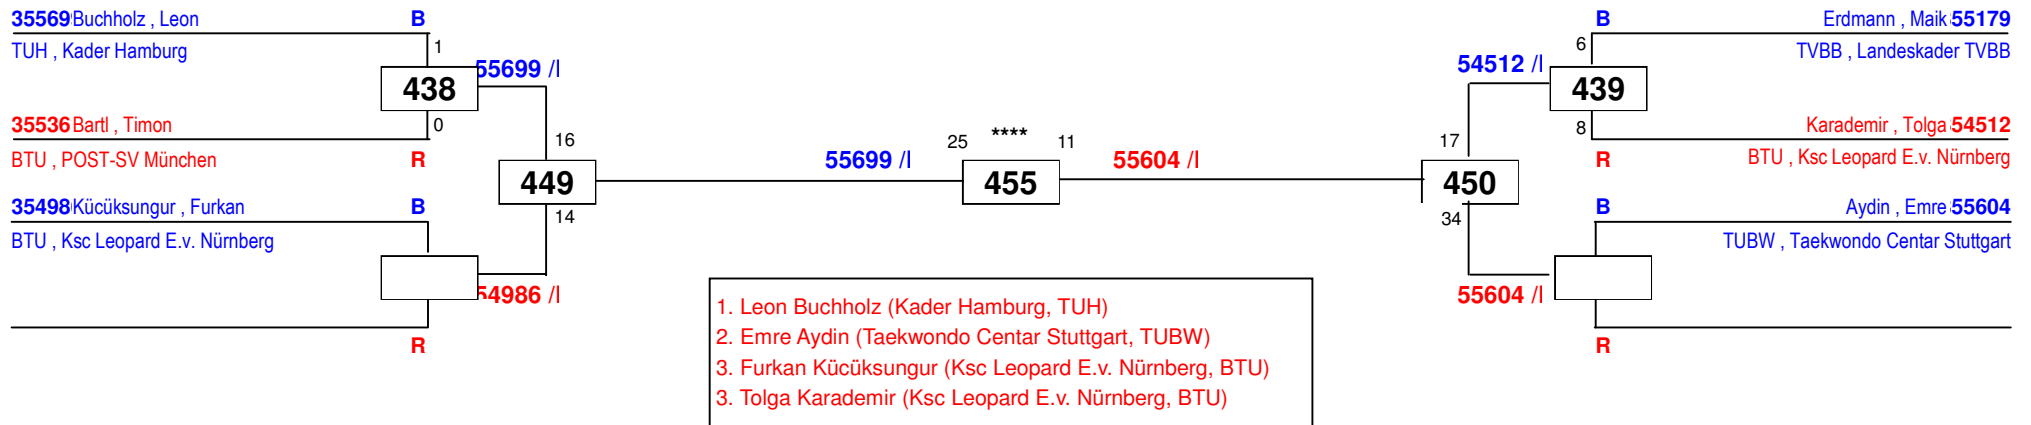 35569 Buchholz , Leon B B Erdmann , Maik 55179
1 6
TUH , Kader Hamburg TVBB , Landeskader TVBB
55699 /I 54512 /I
438 439
35536 Bartl , Timon 0 8 Karademir , Tolga 54512
16 25 **** 11 17
BTU , POST-SV München R 55699 /I 55604 /I R BTU , Ksc Leopard E.v. Nürnberg
449 455 450
35498 Kücüksungur , Furkan B 14 34 B Aydin , Emre 55604
BTU , Ksc Leopard E.v. Nürnberg TUBW , Taekwondo Centar Stuttgart
54986 /I 55604 /I
R R
1. Leon Buchholz (Kader Hamburg, TUH)
2. Emre Aydin (Taekwondo Centar Stuttgart, TUBW)
3. Furkan Kücüksungur (Ksc Leopard E.v. Nürnberg, BTU)
3. Tolga Karademir (Ksc Leopard E.v. Nürnberg, BTU)